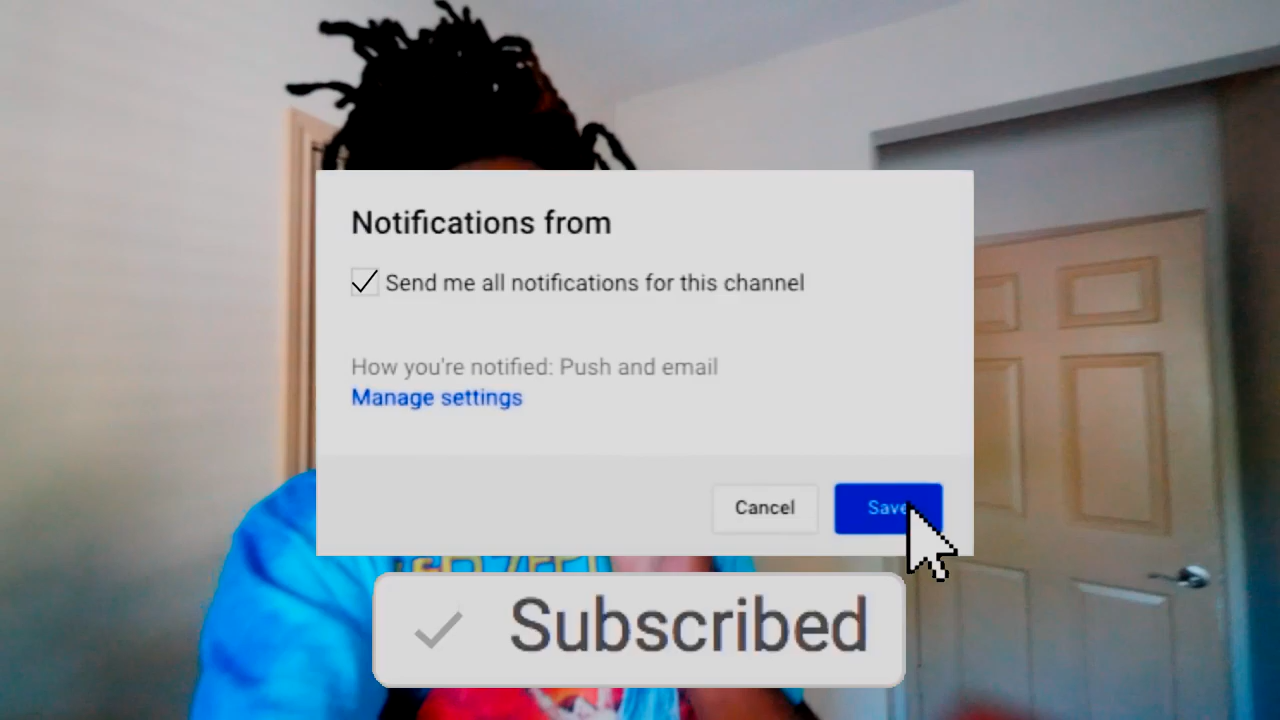 Notifications from
Send me all notifications for this channel
How you're notified: Push and email
Manage settings
Cancel
Save
Subscribed